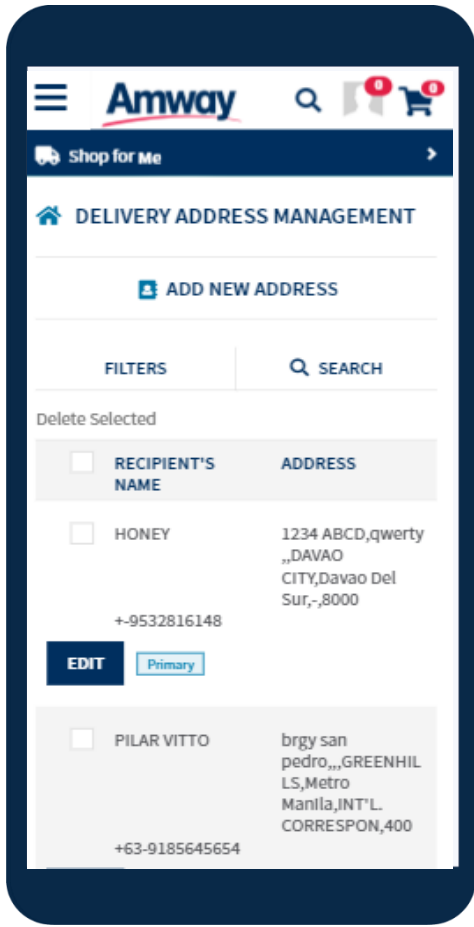 Amway
0
0
Shop for Me
DELIVERY ADDRESS MANAGEMENT
ADD NEW ADDRESS
FILTERS
SEARCH
Delete Selected
RECIPIENT'S
NAME
ADDRESS
HONEY
1234 ABCD,qwerty
,,DAVAO
CITY,Davao Del
Sur,-,8000
+-9532816148
EDIT
Primary
PILAR VITTO
brgy san
pedro,,,GREENHIL
LS,Metro
Manlla,INT'L.
CORRESPON,400
+63-9185645654